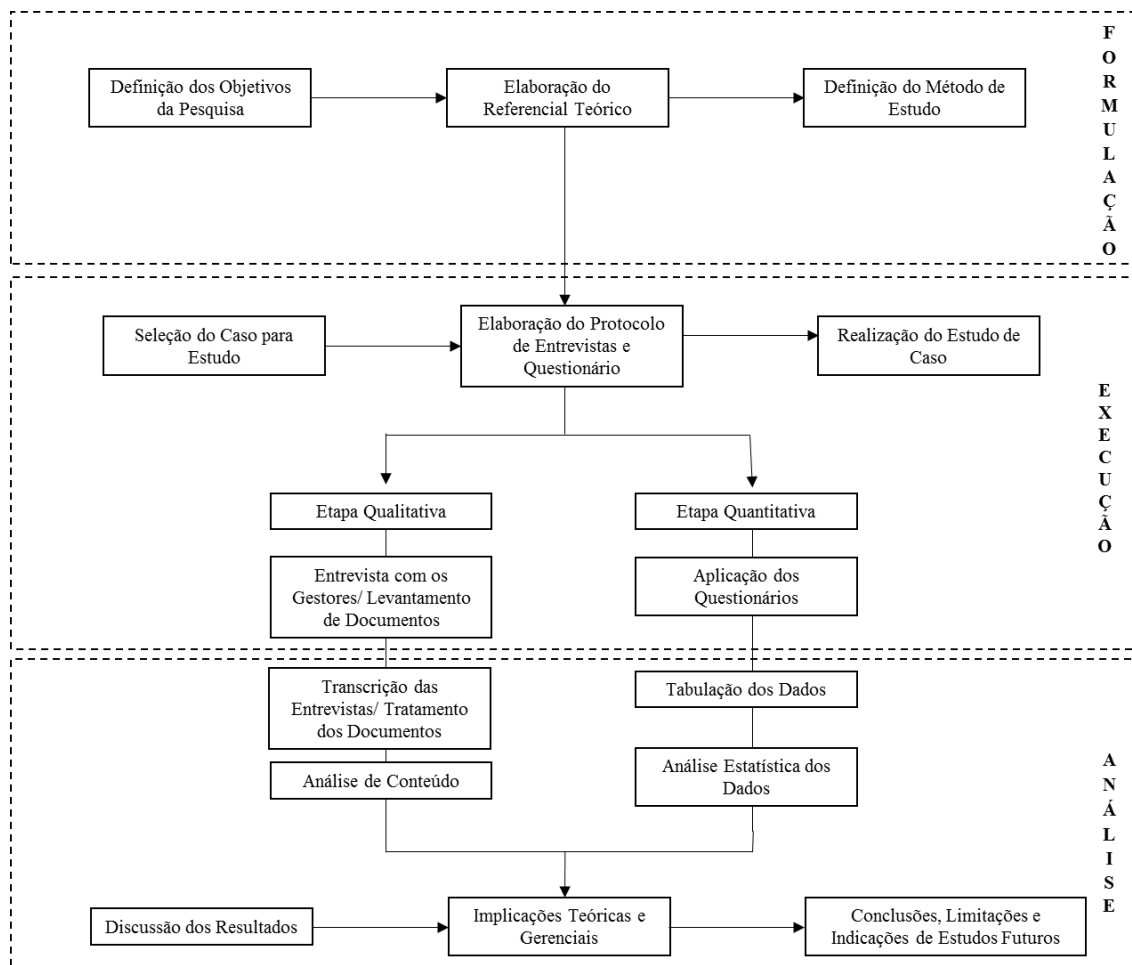 Definição dos Objetivos
da Pesquisa
Elaboração do
Referencial Teórico
Definição do Método de
Estudo
FORMULAÇÃO
Seleção do Caso para
Estudo
Elaboração do Protocolo
de Entrevistas e
Questionário
Realização do Estudo de
Caso
EXECUÇÃO
Etapa Qualitativa
Etapa Quantitativa
Entrevista com os
Gestores/ Levantamento
de Documentos
Aplicação dos
Questionários
Transcrição das
Entrevistas/ Tratamento
dos Documentos
Tabulação dos Dados
Análise de Conteúdo
Análise Estatística dos
Dados
ANÁLISE
Discussão dos Resultados
Implicações Teóricas e
Gerenciais
Conclusões, Limitações e
Indicações de Estudos Futuros